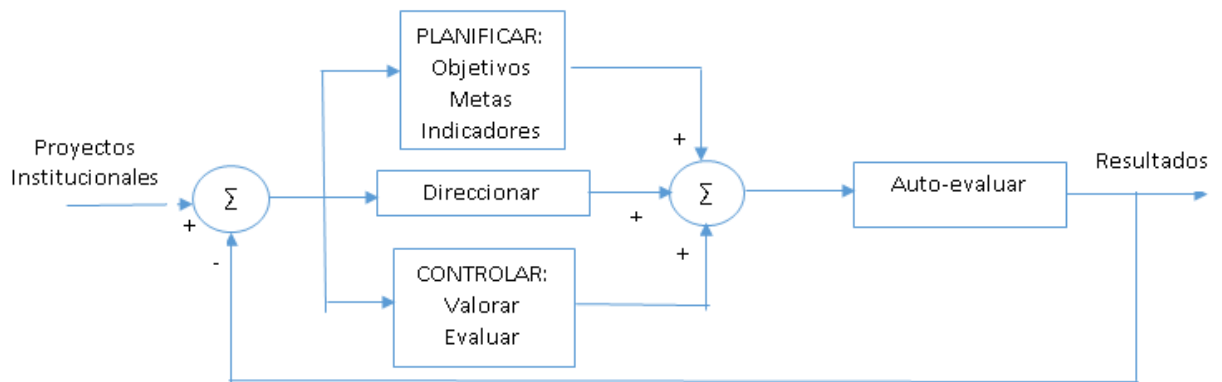 PLANIFICAR:
Objetivos
Metas
Indicadores
Proyectos
Institucionales
+
-
Σ
Direccionar
CONTROLAR:
Valorar
Evaluar
+
+
+
Σ
Auto-evaluar
Resultados